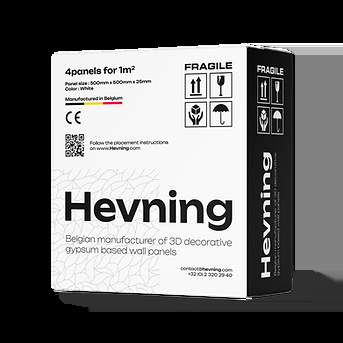 4panels for 1m²
Panel size : 500mm x 500mm x 25mm
Color : White
Manufactured in Belgium
CE
Follow the placement instructions
on www.Hevning.com
FRAGILE
Hevning
Belgian manufacturer of 3D decorative
gypsum based wall panels
contact@hevning.com
+32 (0) 2 320 29 40
FRAGILE
Hevning